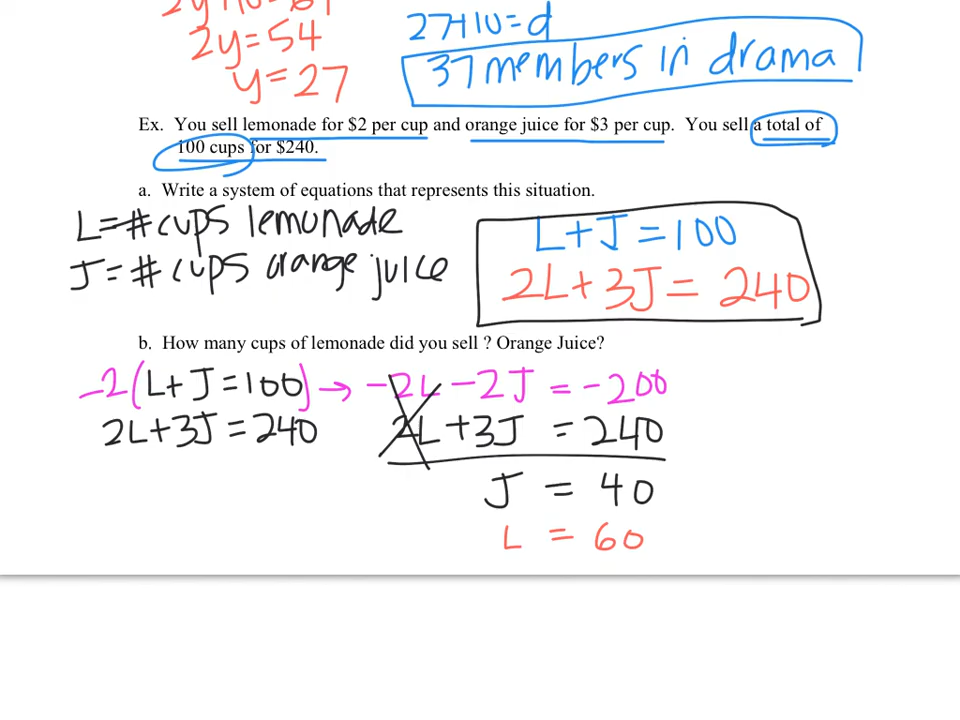 2y=54
y=27
27+10=d
37 members in drama
Ex. You sell lemonade for $2 per cup and orange juice for $3 per cup. You sell a total of
100 cups for $240.
a. Write a system of equations that represents this situation.
L=# cups lemonade
J=# cups orange juice
L+J=100
2L+3J=240
b. How many cups of lemonade did you sell ? Orange Juice?
-2(L+J=100) → -2L-2J=-200
2L+3J=240 2L+3J=240
J=40
L=60